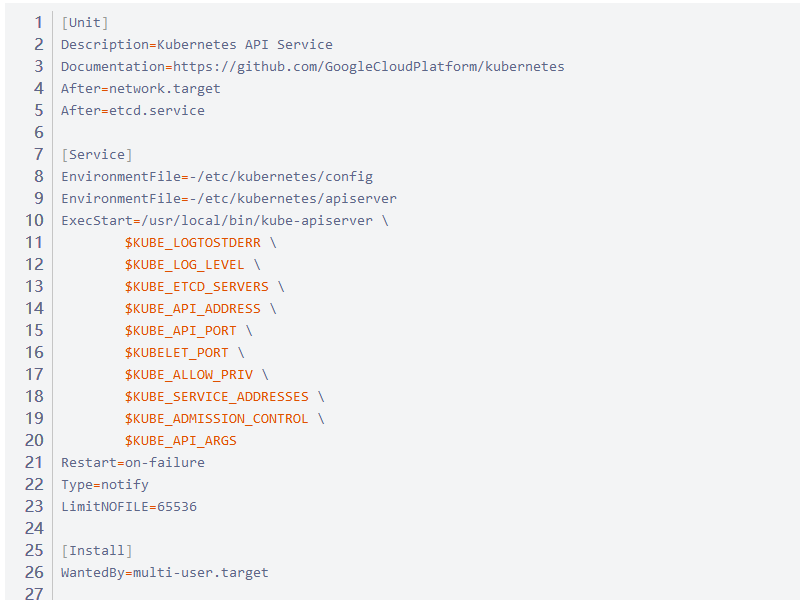 1 [Unit]
2 Description=Kubernetes API Service
3 Documentation=https://github.com/GoogleCloudPlatform/kubernetes
4 After=network.target
5 After=etcd.service
6
7 [Service]
8 EnvironmentFile=-/etc/kubernetes/config
9 EnvironmentFile=-/etc/kubernetes/apiserver
10 ExecStart=/usr/local/bin/kube-apiserver \
11 $KUBE_LOGTOSTDERR \
12 $KUBE_LOG_LEVEL \
13 $KUBE_ETCD_SERVERS \
14 $KUBE_API_ADDRESS \
15 $KUBE_API_PORT \
16 $KUBELET_PORT \
17 $KUBE_ALLOW_PRIV \
18 $KUBE_SERVICE_ADDRESSES \
19 $KUBE_ADMISSION_CONTROL \
20 $KUBE_API_ARGS
21 Restart=on-failure
22 Type=notify
23 LimitNOFILE=65536
24
25 [Install]
26 WantedBy=multi-user.target
27